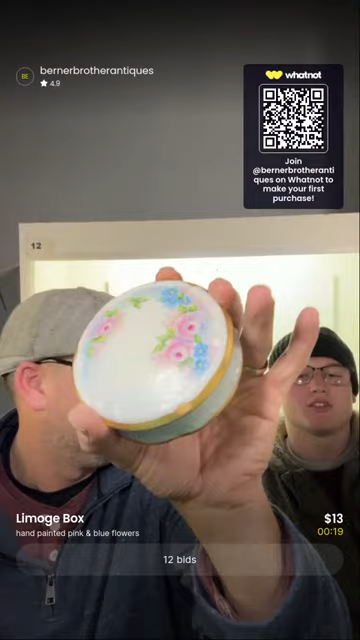 BE
bernerbrotherantiques
★ 4.9
whatnot
Join
@bernerbrotheranti
ques on Whatnot to
make your first
purchase!
12
Limoge Box
$13
hand painted pink & blue flowers
00:19
12 bids